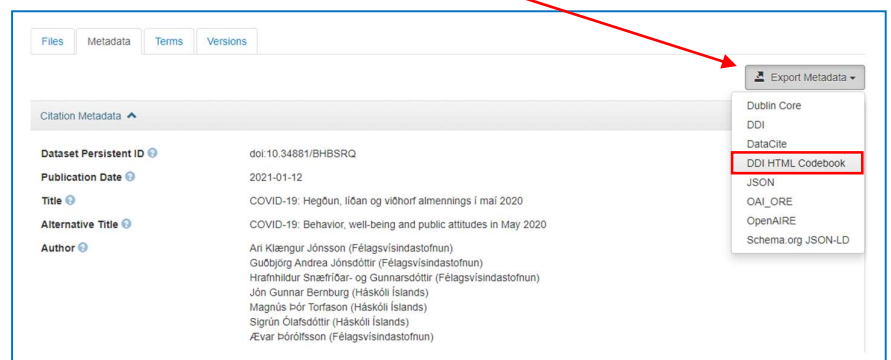 Files Metadata Terms Versions
Export Metadata
Dublin Core
DDI
DataCite
DDI HTML Codebook
JSON
OAI_ORE
OpenAIRE
Schema.org JSON-LD
Citation Metadata
Dataset Persistent ID doi:10.34881/BHBSRQ
Publication Date 2021-01-12
Title COVID-19: Hegðun, líðan og viðhorf almennings í maí 2020
Alternative Title COVID-19: Behavior, well-being and public attitudes in May 2020
Author Ari Klængur Jónsson (Félagsvísindastofnun)
Guðbjörg Andrea Jónsdóttir (Félagsvísindastofnun)
Hrafnhildur Snæfríðar- og Gunnarsdóttir (Félagsvísindastofnun)
Jón Gunnar Bernburg (Háskóli Íslands)
Magnús Þór Torfason (Háskóli Íslands)
Sigrún Ólafsdóttir (Háskóli Íslands)
Ævar Þórólfsson (Félagsvísindastofnun)